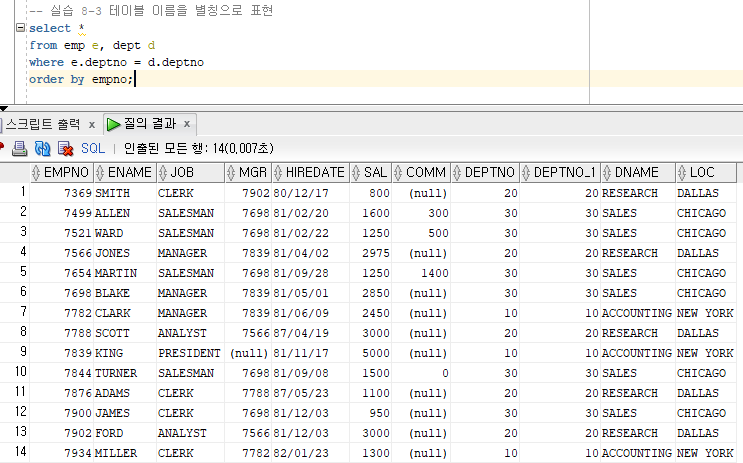 -- 실습 8-3 테이블 이름을 별칭으로 표현
select *
from emp e, dept d
where e.deptno = d.deptno
order by empno;
스크립트 출력 x 질의 결과 x
SQL | 인출된 모든 행: 14(0,007초)
EMPNO ENAME JOB MGR HIREDATE SAL COMM DEPTNO DEPTNO_1 DNAME LOC
1 7369 SMITH CLERK 7902 80/12/17 800 (null) 20 20 RESEARCH DALLAS
2 7499 ALLEN SALESMAN 7698 81/02/20 1600 300 30 30 SALES CHICAGO
3 7521 WARD SALESMAN 7698 81/02/22 1250 500 30 30 SALES CHICAGO
4 7566 JONES MANAGER 7839 81/04/02 2975 (null) 20 20 RESEARCH DALLAS
5 7654 MARTIN SALESMAN 7698 81/09/28 1250 1400 30 30 SALES CHICAGO
6 7698 BLAKE MANAGER 7839 81/05/01 2850 (null) 30 30 SALES CHICAGO
7 7782 CLARK MANAGER 7839 81/06/09 2450 (null) 10 10 ACCOUNTING NEW YORK
8 7788 SCOTT ANALYST 7566 87/04/19 3000 (null) 20 20 RESEARCH DALLAS
9 7839 KING PRESIDENT (null) 81/11/17 5000 (null) 10 10 ACCOUNTING NEW YORK
10 7844 TURNER SALESMAN 7698 81/09/08 1500 0 30 30 SALES CHICAGO
11 7876 ADAMS CLERK 7788 87/05/23 1100 (null) 20 20 RESEARCH DALLAS
12 7900 JAMES CLERK 7698 81/12/03 950 (null) 30 30 SALES CHICAGO
13 7902 FORD ANALYST 7566 81/12/03 3000 (null) 20 20 RESEARCH DALLAS
14 7934 MILLER CLERK 7782 82/01/23 1300 (null) 10 10 ACCOUNTING NEW YORK